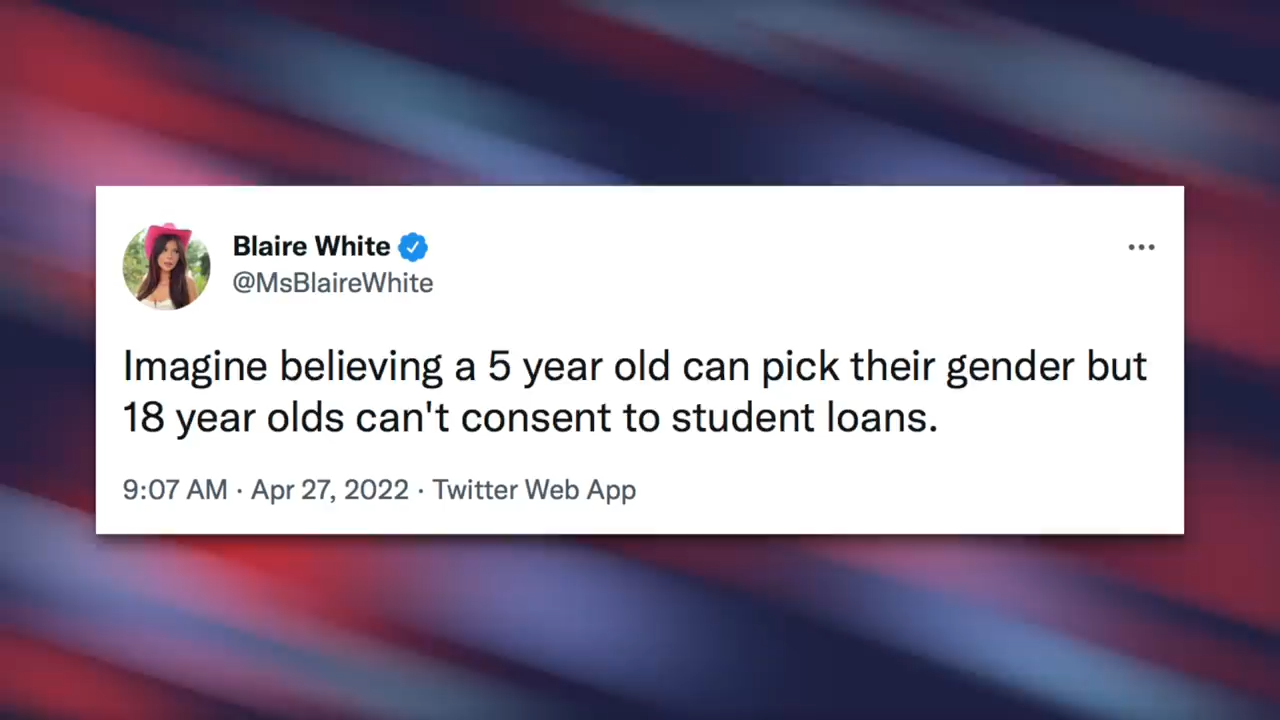 Blaire White
@MsBlaireWhite
Imagine believing a 5 year old can pick their gender but
18 year olds can't consent to student loans.
9:07 AM · Apr 27, 2022 · Twitter Web App